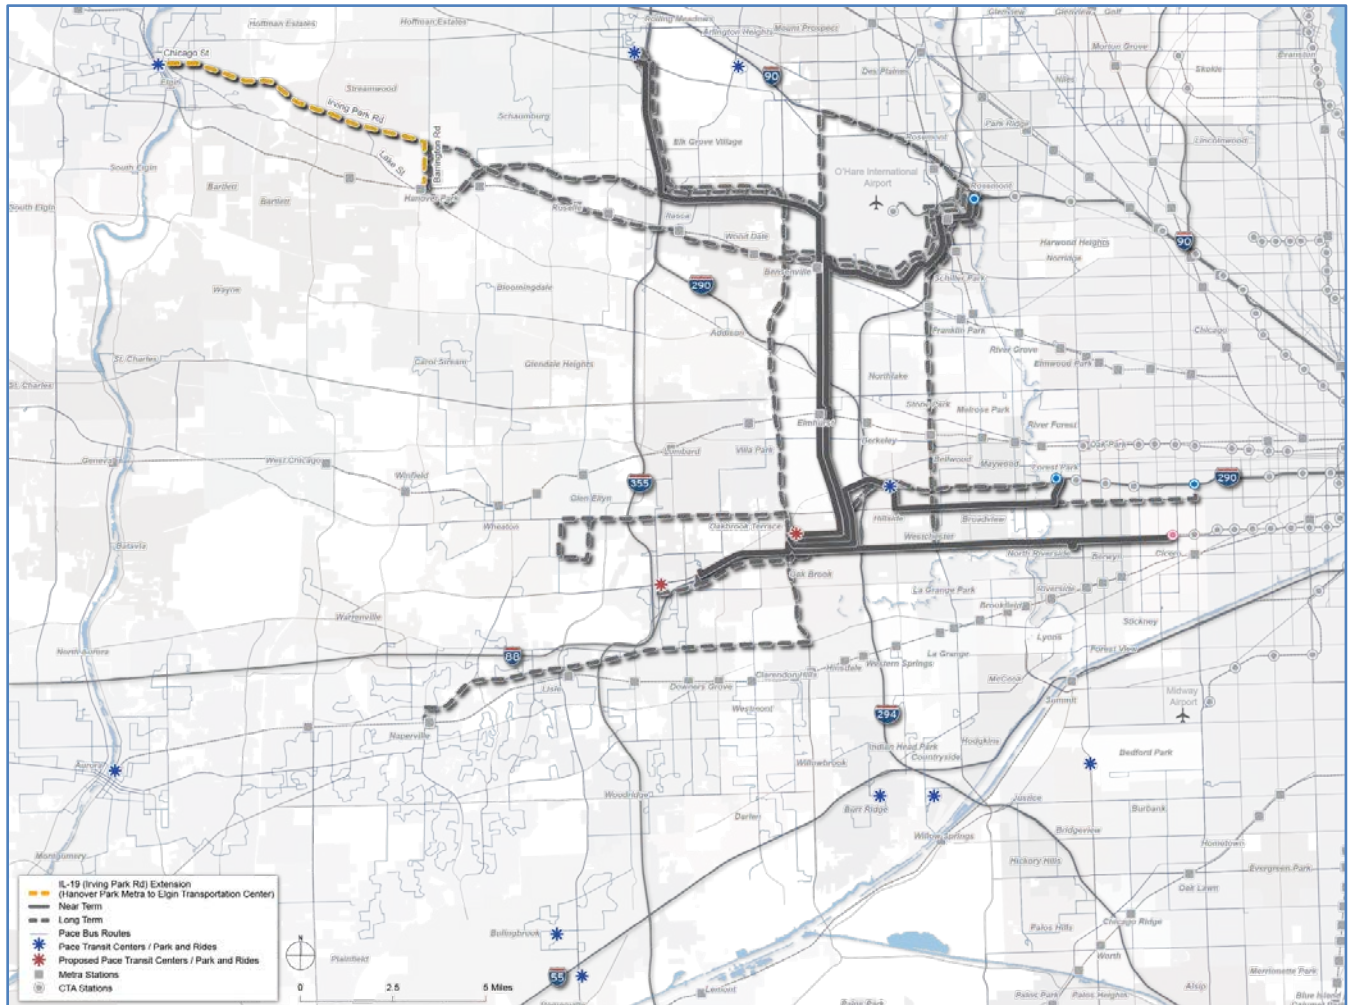 Hoffman Estates
Hoffman Estates
Rolling Meadows
Arlington Heights
Mount Prospect
Glenview
Glenview
Golf
Morton Grove
Skokie
Evanston
Chicago St
Elgin
Streamwood
Schaumburg
90
Des Plaines
Niles
Park Ridge
Lincolnwood
Irving Park Rd
Barrington Rd
Lake St
Elk Grove Village
Rosemont
O'Hare International
Airport
Rosemont
South Elgin
Bartlett
Bartlett
South Elgin
Hanover Park
Roselle
Itasca
Wood Dale
Bensenville
Harwood Heights
Norridge
90
Schiller Park
Wayne
Bloomingdale
290
Addison
Franklin Park
Chicago
River Grove
Elmwood Park
St. Charles
St. Charles
Carol Stream
Glendale Heights
Northlake
Stone Park
Melrose Park
River Forest
Oak Park
Elmhurst
Berkeley
Bellwood
Maywood
Forest Park
290
Geneva
West Chicago
Winfield
Lombard
Villa Park
355
Glen Ellyn
Wheaton
Oakbrook Terrace
Hillside
Broadview
Westchester
North Riverside
Berwyn
Cicero
Batavia
Oak Brook
La Grange Park
Brookfield
Riverside
Stickney
Warrenville
Lyons
Forest View
North Aurora
88
Lisle
Downers Grove
Clarendon Hills
Hinsdale
Western Springs
La Grange
McCook
Summit
Midway
Airport
Westmont
294
Naperville
Indian Head Park
Countryside
Hodgkins
Bedford Park
Aurora
Willowbrook
Woodridge
Burr Ridge
Justice
Burbank
Darien
Willow Springs
Bridgeview
Hometown
Montgomery
Hickory Hills
Evergreen Park
Oak Lawn
Chicago Ridge
Palos Hills
Worth
Bolingbrook
Plainfield
55
Lemont
Palos Park
Palos Heights
Alsip
Merrionette Park
Blue Island
IL-19 (Irving Park Rd) Extension
(Hanover Park Metra to Elgin Transportation Center)
Near Term
Long Term
Pace Bus Routes
Pace Transit Centers / Park and Rides
Proposed Pace Transit Centers / Park and Rides
Metra Stations
CTA Stations
N
0 2.5 5 Miles